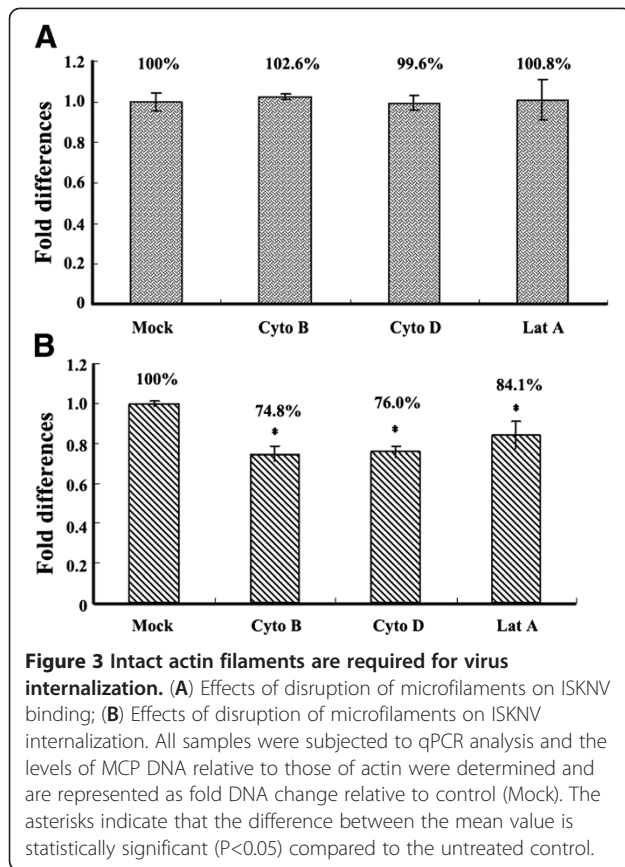 A
100% 102.6% 99.6% 100.8%
1.2
1.0
0.8
0.6
0.4
0.2
0
Fold differences
Mock Cyto B Cyto D Lat A
B
100% 74.8% 76.0% 84.1%
* * *
1.2
1.0
0.8
0.6
0.4
0.2
0
Fold differences
Mock Cyto B Cyto D Lat A
Figure 3 Intact actin filaments are required for virus
internalization. (A) Effects of disruption of microfilaments on ISKNV
binding; (B) Effects of disruption of microfilaments on ISKNV
internalization. All samples were subjected to qPCR analysis and the
levels of MCP DNA relative to those of actin were determined and
are represented as fold DNA change relative to control (Mock). The
asterisks indicate that the difference between the mean value is
statistically significant (P<0.05) compared to the untreated control.